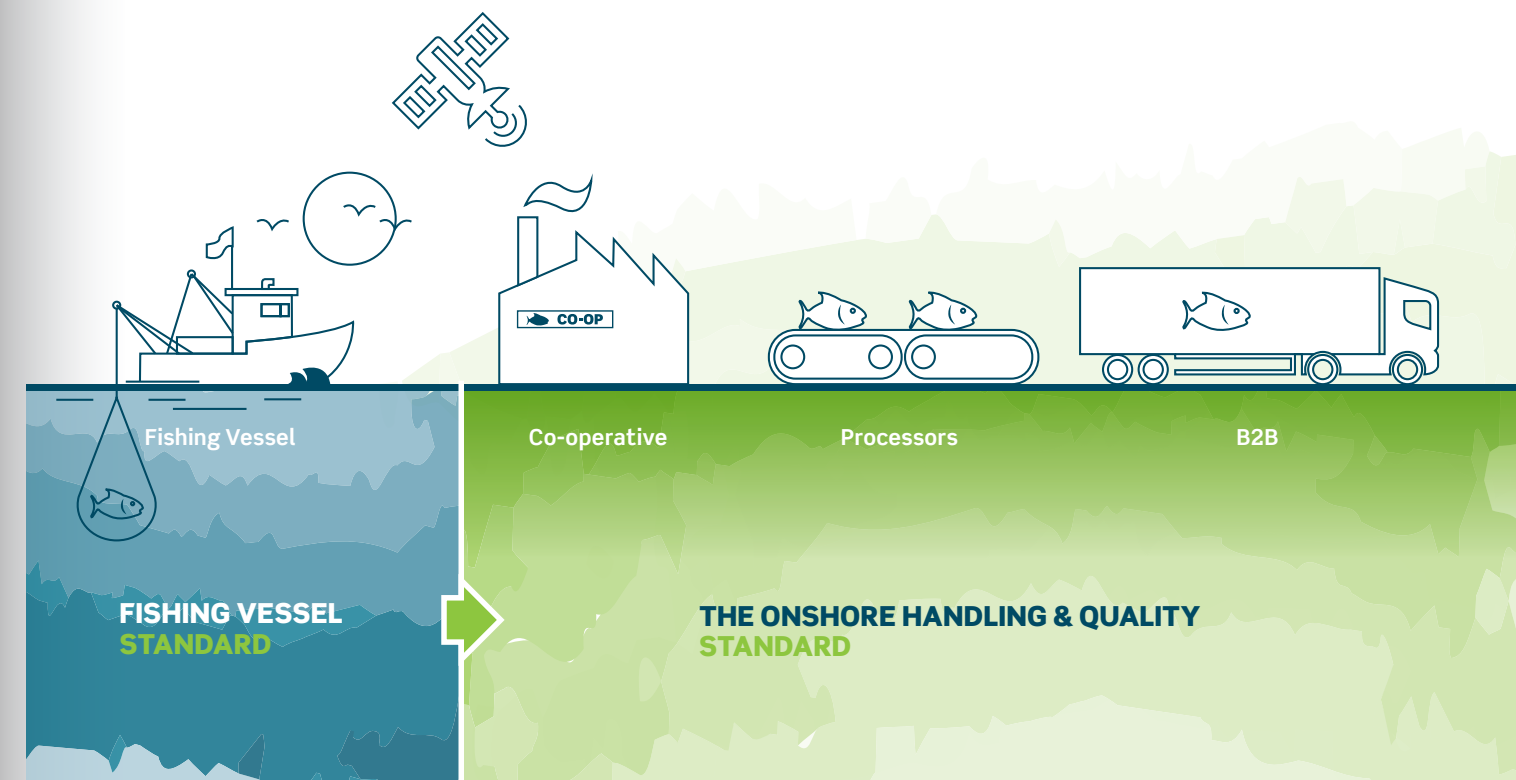 CO-OP
Fishing Vessel
Co-operative
Processors
B2B
FISHING VESSEL
STANDARD
THE ONSHORE HANDLING & QUALITY
STANDARD